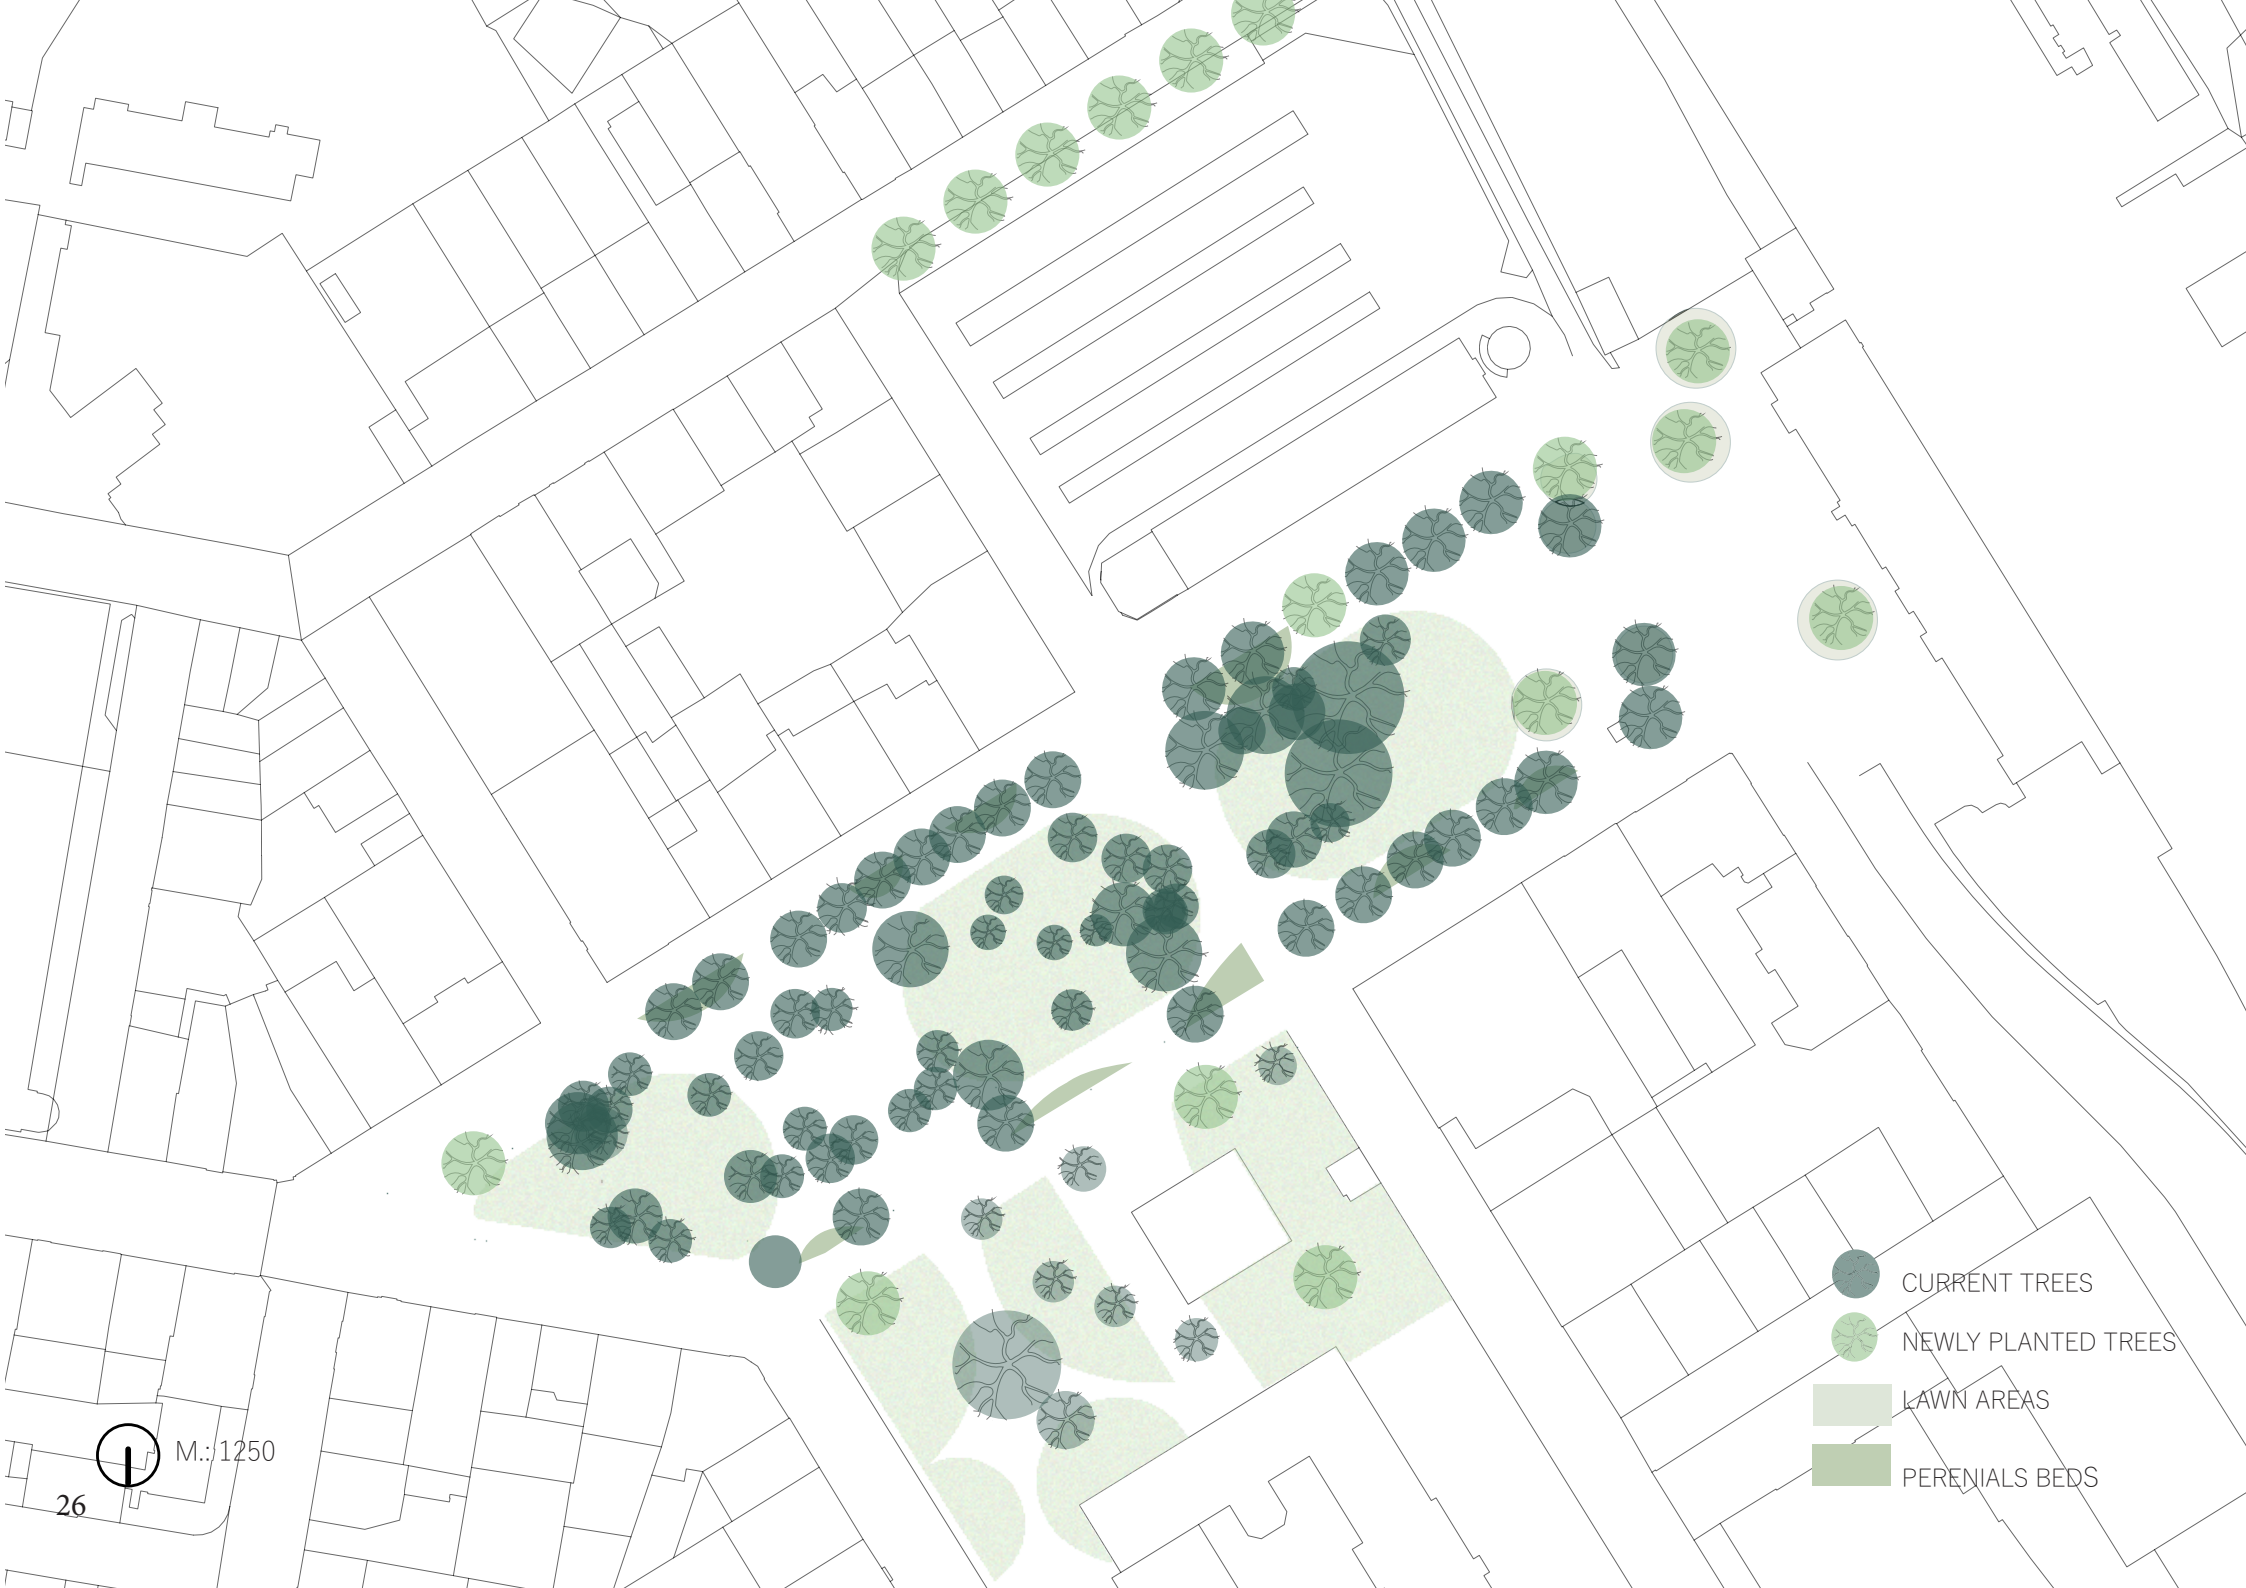 CURRENT TREES
NEWLY PLANTED TREES
LAWN AREAS
PERENIALS BEDS
M.: 1250
26